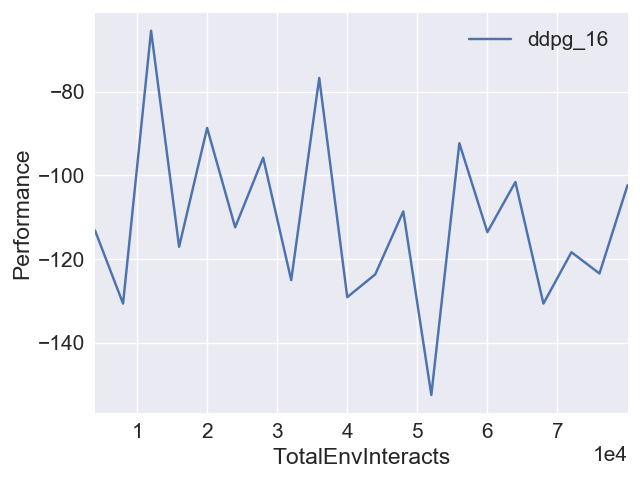 ddpg_16
Performance
−80
−100
−120
−140
1 2 3 4 5 6 7
1e4
TotalEnvInteracts